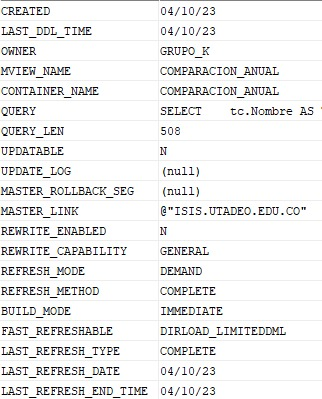 CREATED 04/10/23
LAST_DDL_TIME 04/10/23
OWNER GRUPO_K
MVIEW_NAME COMPARACION_ANUAL
CONTAINER_NAME COMPARACION_ANUAL
QUERY SELECT tc.Nombre AS
QUERY_LEN 508
UPDATABLE N
UPDATE_LOG (null)
MASTER_ROLLBACK_SEG (null)
MASTER_LINK @"ISIS.UTADEO.EDU.CO"
REWRITE_ENABLED N
REWRITE_CAPABILITY GENERAL
REFRESH_MODE DEMAND
REFRESH_METHOD COMPLETE
BUILD_MODE IMMEDIATE
FAST_REFRESHABLE DIRLOAD_LIMITEDDML
LAST_REFRESH_TYPE COMPLETE
LAST_REFRESH_DATE 04/10/23
LAST_REFRESH_END_TIME 04/10/23